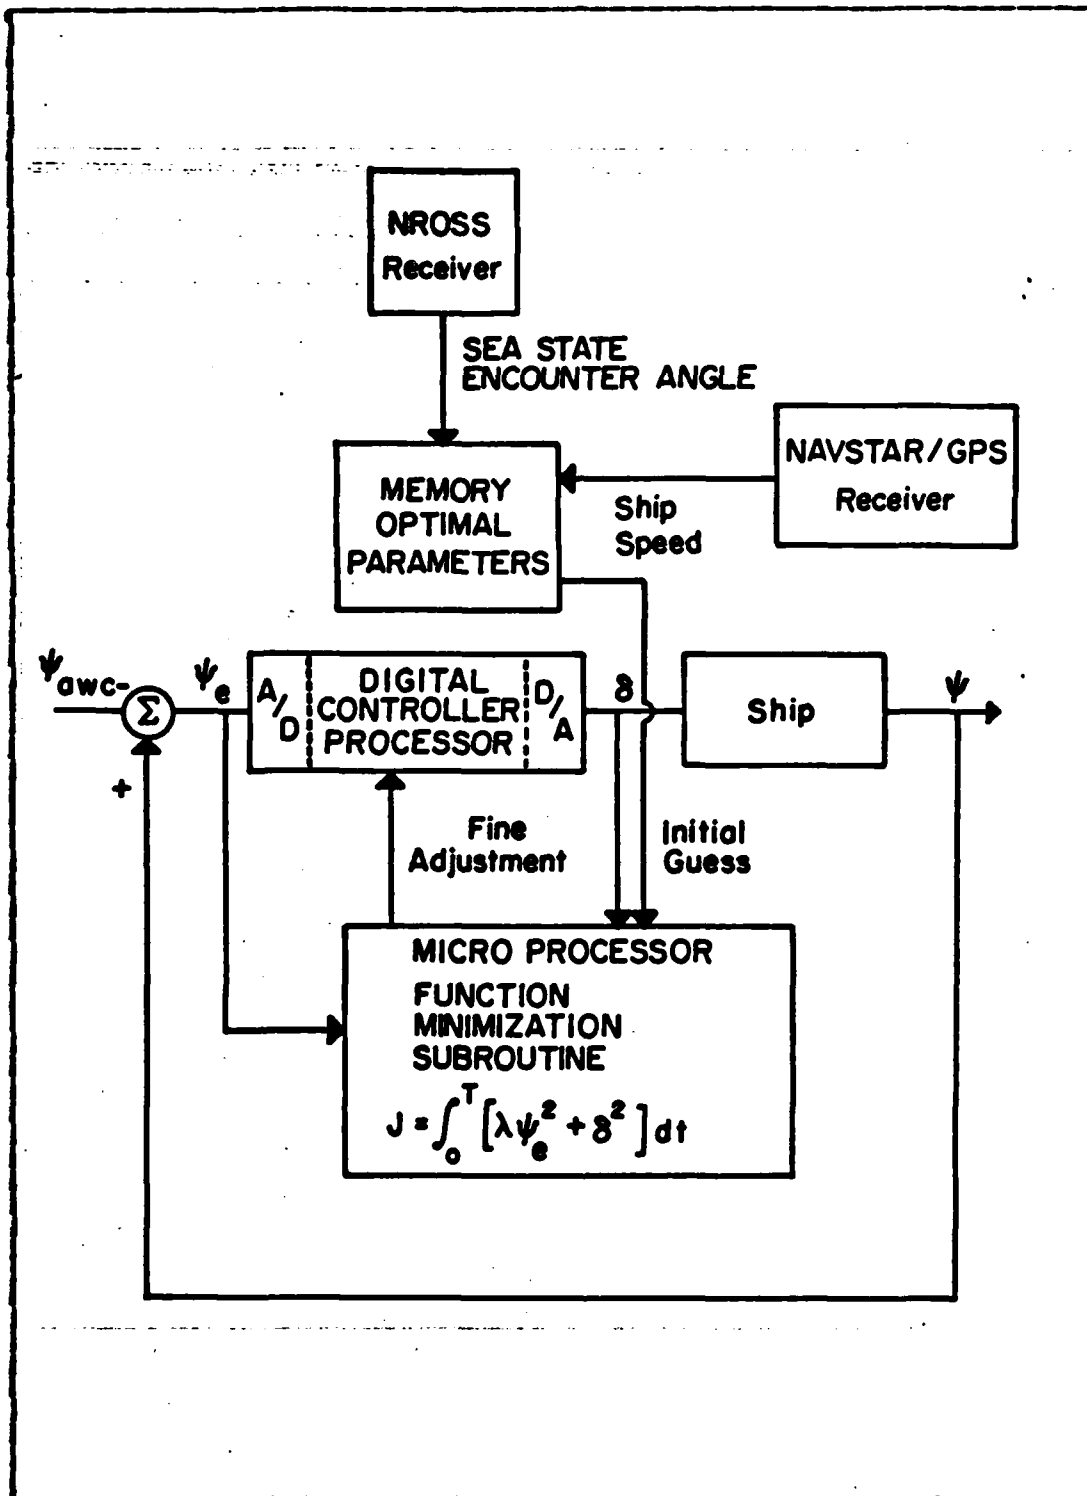 NROSS
Receiver
SEA STATE
ENCOUNTER ANGLE
NAVSTAR/GPS
Receiver
MEMORY
OPTIMAL
PARAMETERS
Ship
Speed
ψawc-
Σ
+
ψe
A/D
DIGITAL
CONTROLLER
PROCESSOR
D/A
δ
Ship
ψ
Fine
Adjustment
Initial
Guess
MICRO PROCESSOR
FUNCTION
MINIMIZATION
SUBROUTINE
J = ∫₀ᵀ [λψₑ² + δ²] dt